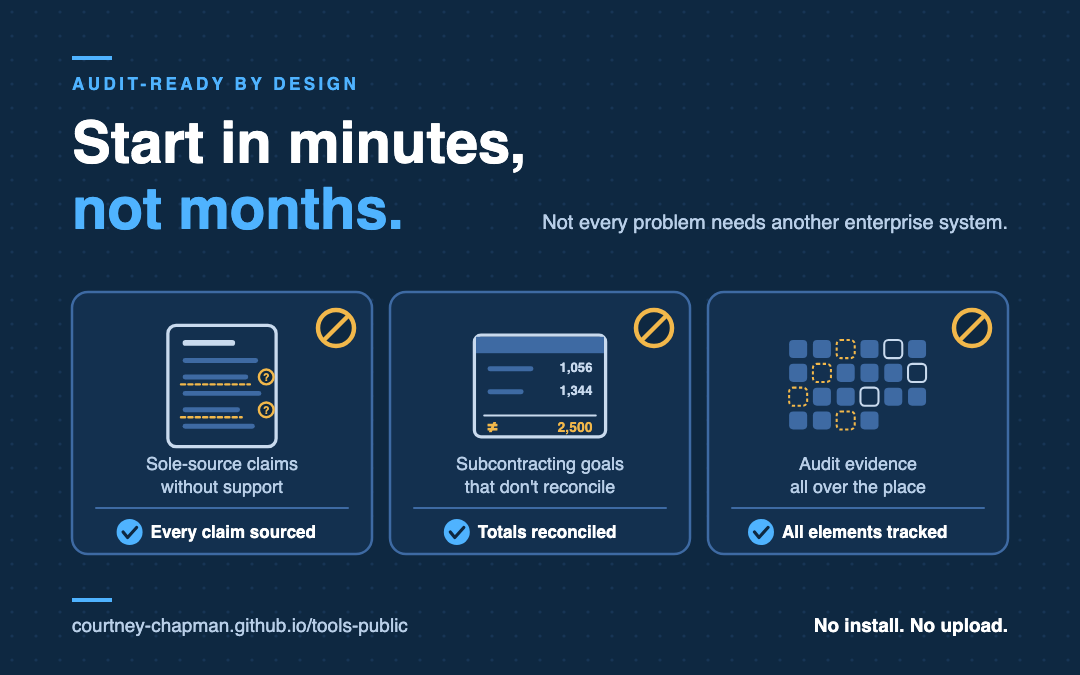 AUDIT-READY BY DESIGN
Start in minutes,
not months.
Not every problem needs another enterprise system.
?
?
Sole-source claims
without support
Every claim sourced
1,056
1,344
≠ 2,500
Subcontracting goals
that don't reconcile
Totals reconciled
Audit evidence
all over the place
All elements tracked
courtney-chapman.github.io/tools-public
No install. No upload.